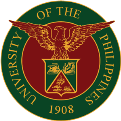 UNIVERSITY OF THE PHILIPPINES
1908